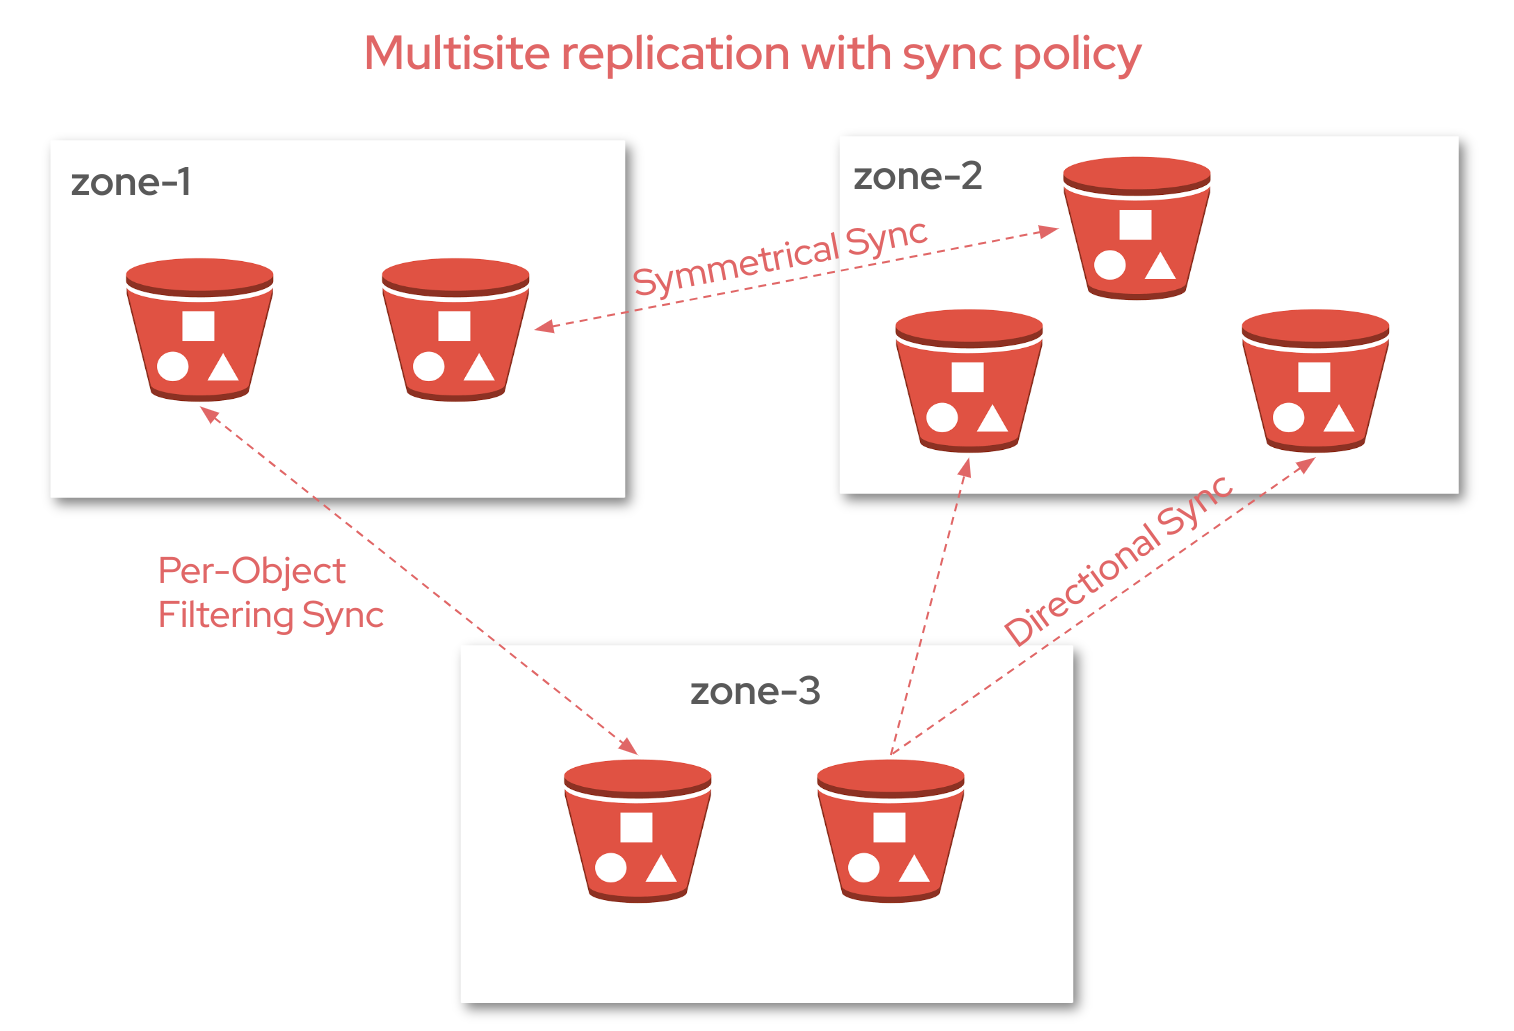 Multisite replication with sync policy
zone-1
zone-2
Symmetrical Sync
Per-Object
Filtering Sync
Directional Sync
zone-3